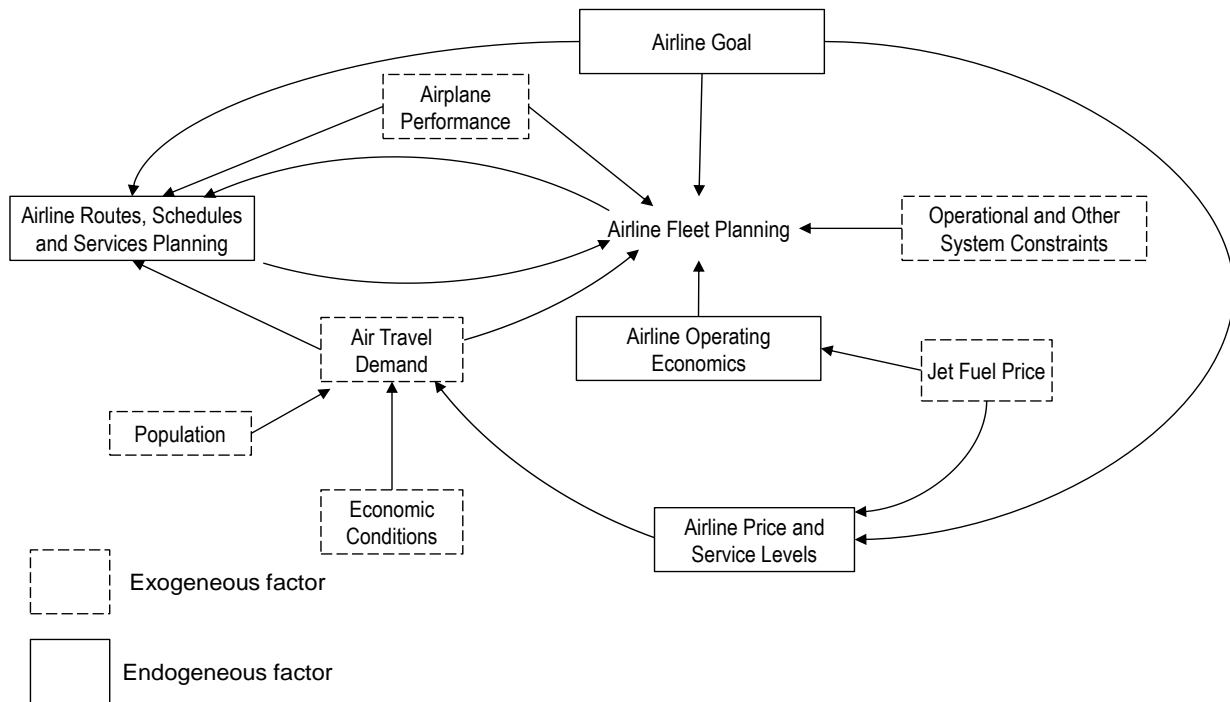 Airline Goal
Airplane
Performance
Airline Routes, Schedules
and Services Planning
Airline Fleet Planning
Operational and Other
System Constraints
Air Travel
Demand
Airline Operating
Economics
Jet Fuel Price
Population
Economic
Conditions
Airline Price and
Service Levels
Exogeneous factor
Endogeneous factor